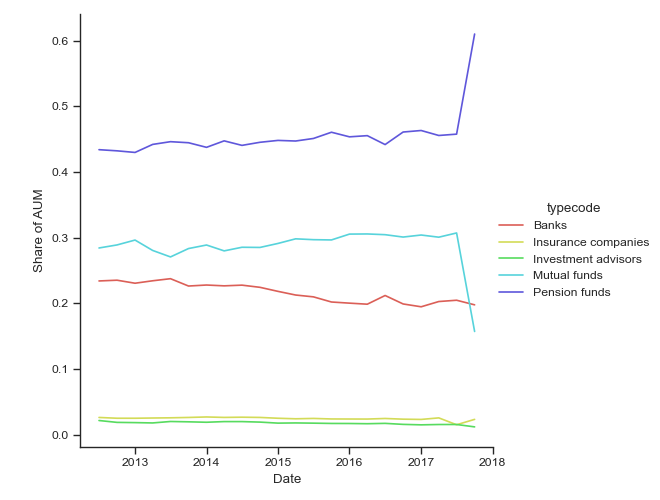 0.6
0.5
0.4
0.3
0.2
0.1
0.0
Share of AUM
2013 2014 2015 2016 2017 2018
Date
typecode
Banks
Insurance companies
Investment advisors
Mutual funds
Pension funds